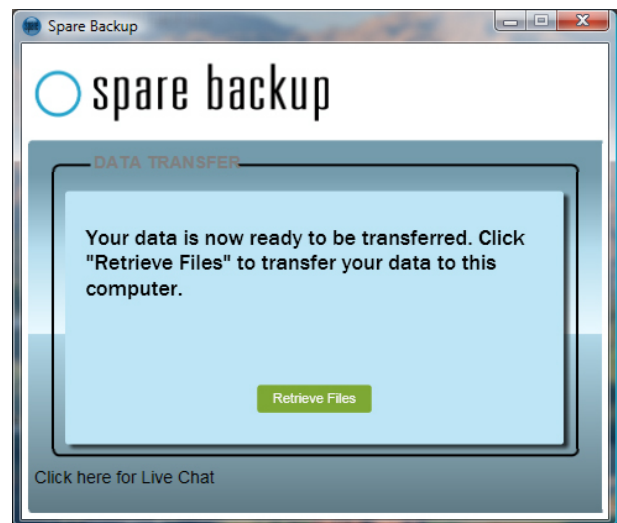 Spare Backup
spare backup
DATA TRANSFER
Your data is now ready to be transferred. Click
"Retrieve Files" to transfer your data to this
computer.
Retrieve Files
Click here for Live Chat